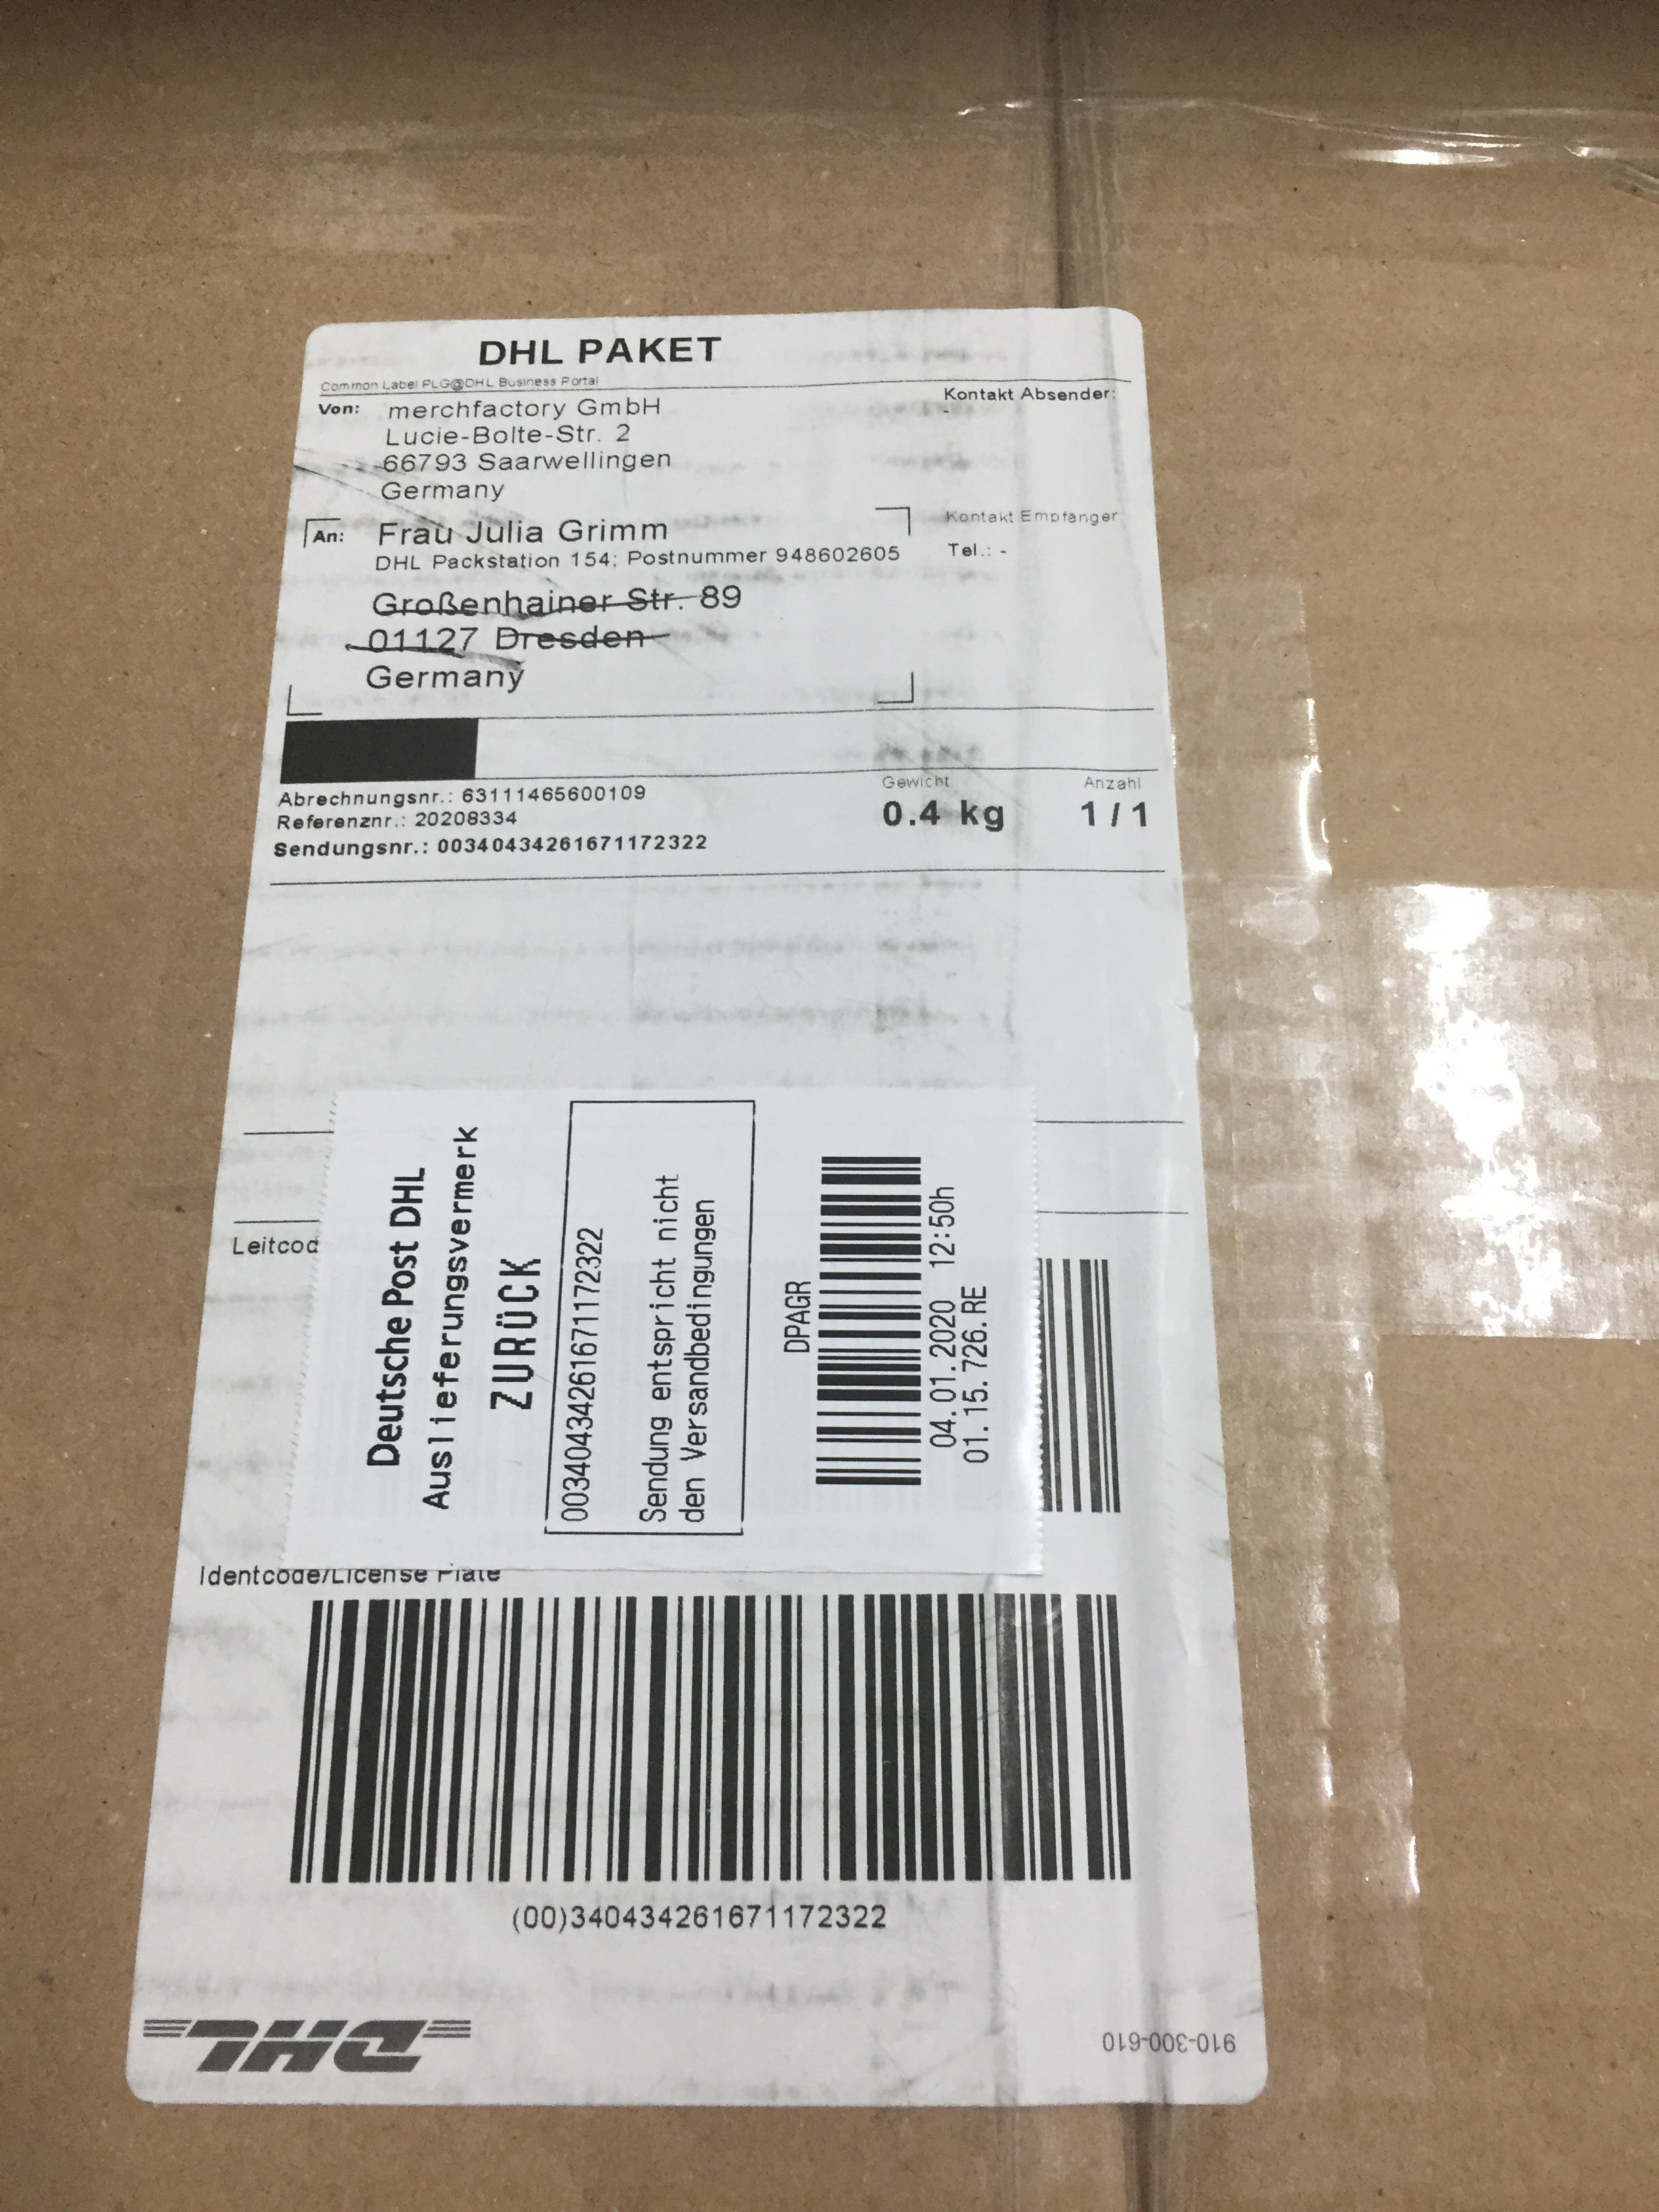 DHL PAKET
Common Label PLG@DHL Business Portal
Von: merchfactory GmbH
Lucie-Bolte-Str. 2
66793 Saarwellingen
Germany
Kontakt Absender:
-
An: Frau Julia Grimm
DHL Packstation 154; Postnummer 948602605
Großenhainer Str. 89
01127 Dresden
Germany
Kontakt Empfänger
Tel.: -
Abrechnungsnr.: 63111465600109
Referenznr.: 20208334
Sendungsnr.: 00340434261671172322
Gewicht
0.4 kg
Anzahl
1 / 1
Leitcod
Deutsche Post DHL
Auslieferungsvermerk
ZURÜCK
00340434261671172322
Sendung entspricht nicht
den Versandbedingungen
DPAGR
04.01.2020 12:50h
01.15.726.RE
Identcode/License Plate
(00)340434261671172322
DHL
910-300-610